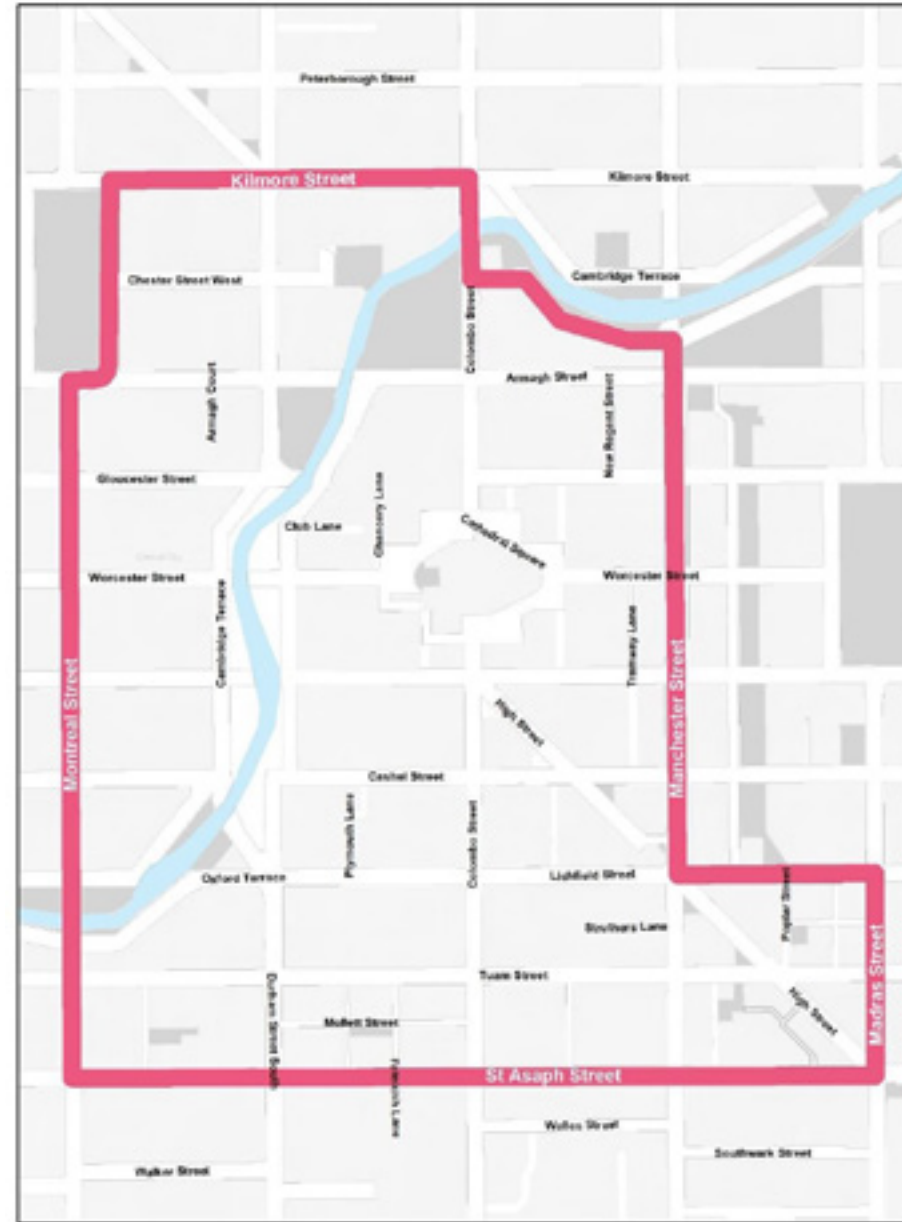 Peterborough Street
Kilmore Street
Kilmore Street
Chester Street West
Cambridge Terrace
Colombo Street
Armagh Street
Armagh Court
New Regent Street
Gloucester Street
Chancery Lane
Club Lane
Cathedral Square
Worcester Street
Worcester Street
Cambridge Terrace
Tramway Lane
Montreal Street
Manchester Street
High Street
Cashel Street
Plymouth Lane
Colombo Street
Oxford Terrace
Lichfield Street
Poplar Street
Struthers Lane
Tuam Street
Madras Street
High Street
Durham Street South
Mollett Street
St Asaph Street
Walker Street
Southwark Street